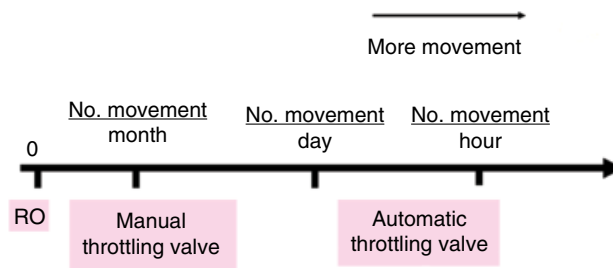 More movement
No. movement
month
No. movement
day
No. movement
hour
0
RO
Manual
throttling valve
Automatic
throttling valve